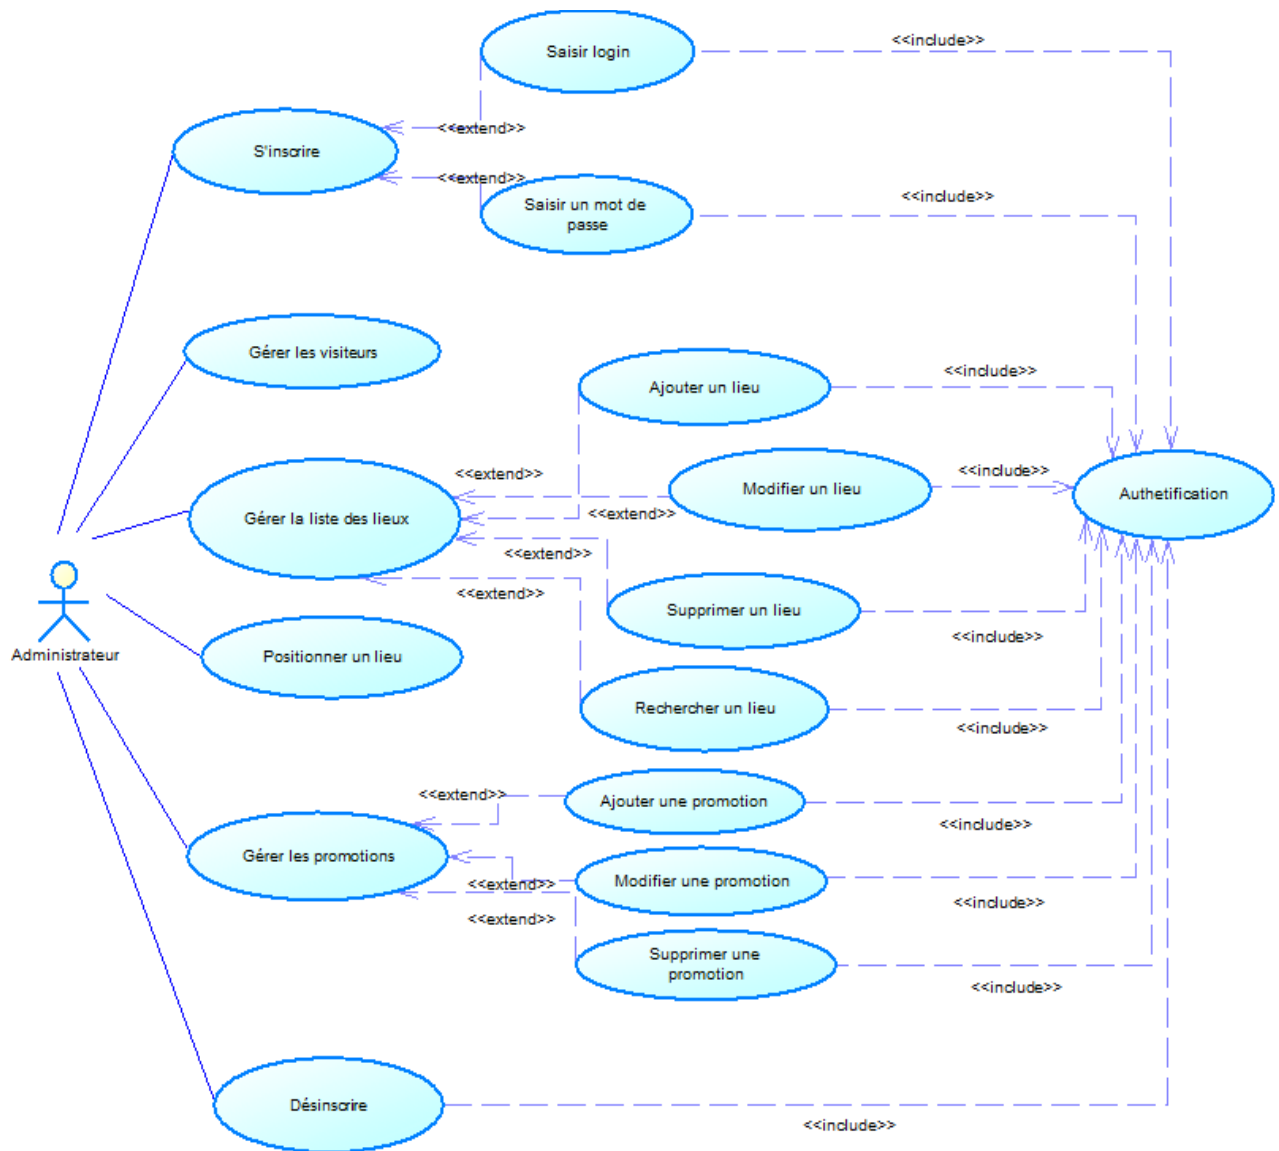 Saisir login
<<include>>
<<extend>>
S'inscrire
<<extend>>
Saisir un mot de
passe
<<include>>
Gérer les visiteurs
Ajouter un lieu
<<include>>
<<extend>>
Modifier un lieu
<<include>>
Authetification
Gérer la liste des lieux
<<extend>>
<<extend>>
<<extend>>
Supprimer un lieu
<<include>>
Administrateur
Positionner un lieu
Rechercher un lieu
<<include>>
<<extend>>
Ajouter une promotion
<<include>>
Gérer les promotions
<<extend>>
Modifier une promotion
<<include>>
<<extend>>
Supprimer une
promotion
<<include>>
Désinscrire
<<include>>